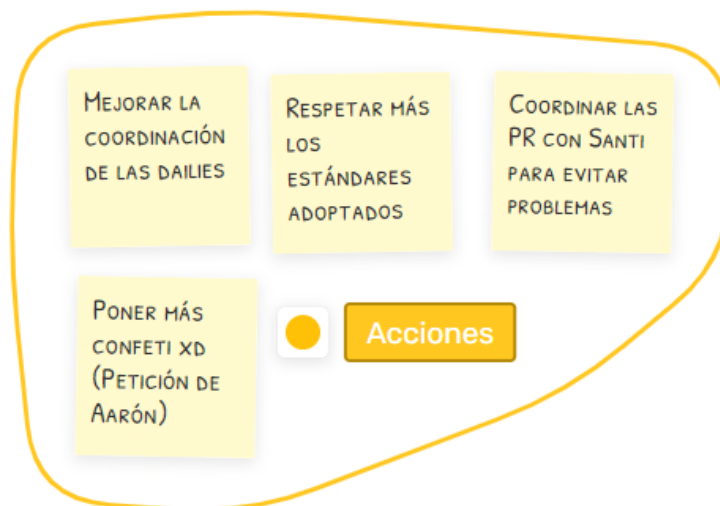 Mejorar la
coordinación
de las dailies
Respetar más
los
estándares
adoptados
Coordinar las
PR con Santi
para evitar
problemas
Poner más
confeti xd
(Petición de
Aarón)
Acciones